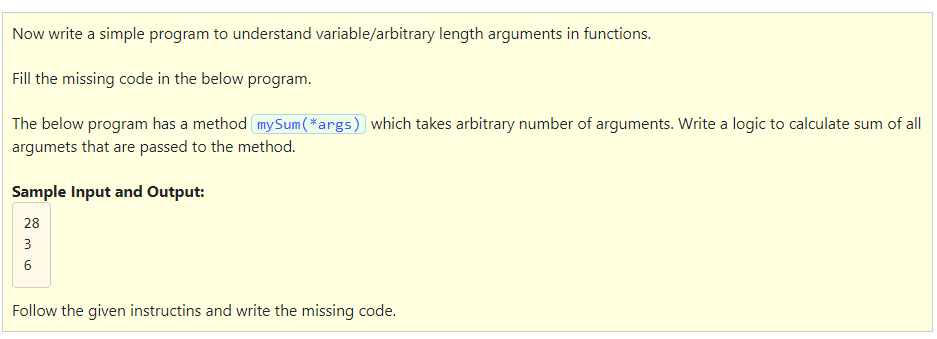 Now write a simple program to understand variable/arbitrary length arguments in functions.
Fill the missing code in the below program.
The below program has a method mySum(*args) which takes arbitrary number of arguments. Write a logic to calculate sum of all
argumets that are passed to the method.
Sample Input and Output:
28
3
6
Follow the given instructins and write the missing code.